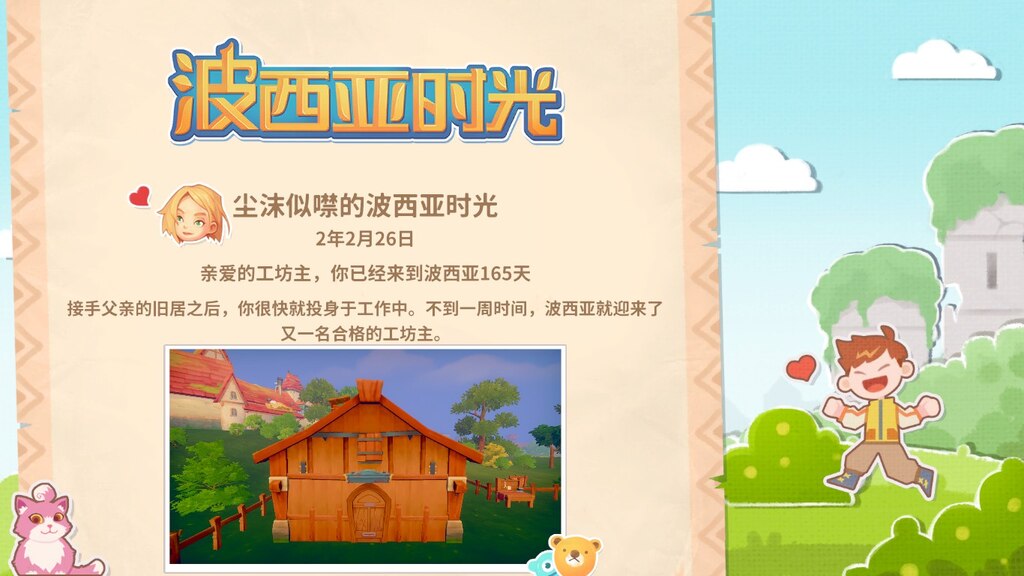 波西亚时光
尘沫似噤的波西亚时光
2年2月26日
亲爱的工坊主，你已经来到波西亚165天
接手父亲的旧居之后，你很快就投身于工作中。不到一周时间，波西亚就迎来了
又一名合格的工坊主。